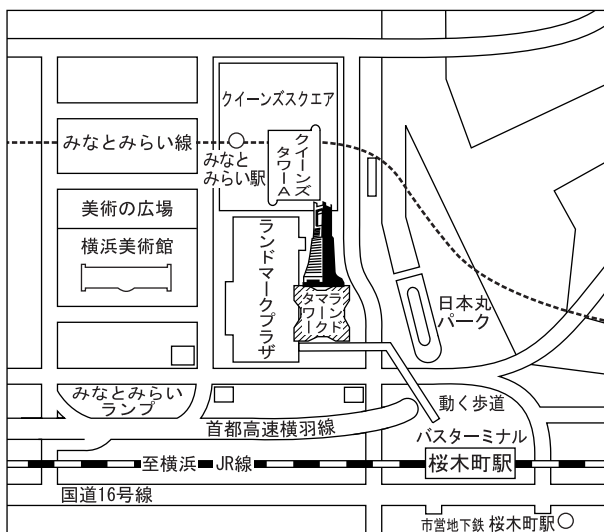 クイーンズスクエア
みなとみらい線
みなと
みらい駅
クイーンズ
タワーA
美術の広場
横浜美術館
ランドマークプラザ
ランド
マーク
タワー
日本丸
パーク
みなとみらい
ランプ
動く歩道
首都高速横羽線
バスターミナル
至横浜 JR線
桜木町駅
国道16号線
市営地下鉄 桜木町駅